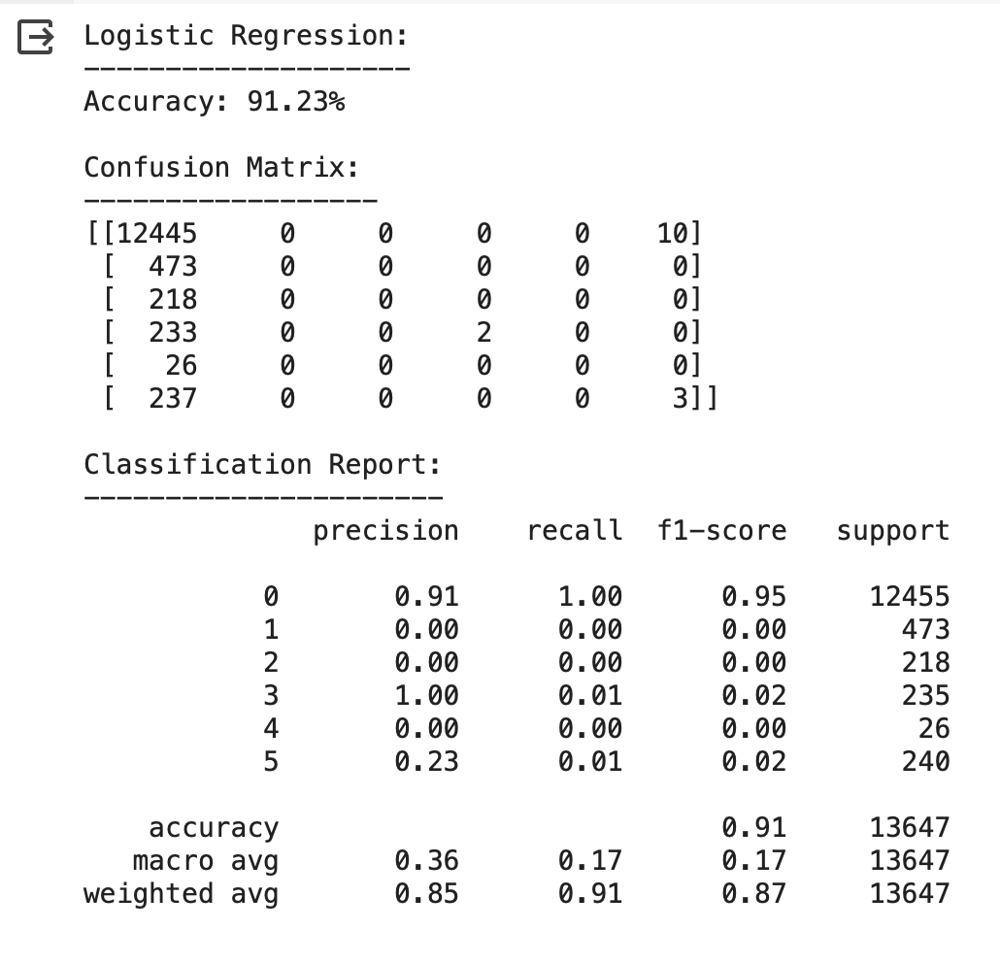 Logistic Regression:
--------------------
Accuracy: 91.23%
Confusion Matrix:
------------------
[[12445     0     0     0     0    10]
 [  473     0     0     0     0     0]
 [  218     0     0     0     0     0]
 [  233     0     0     2     0     0]
 [   26     0     0     0     0     0]
 [  237     0     0     0     0     3]]
Classification Report:
----------------------
              precision    recall  f1-score   support
           0       0.91      1.00      0.95     12455
           1       0.00      0.00      0.00       473
           2       0.00      0.00      0.00       218
           3       1.00      0.01      0.02       235
           4       0.00      0.00      0.00        26
           5       0.23      0.01      0.02       240
    accuracy                           0.91     13647
   macro avg       0.36      0.17      0.17     13647
weighted avg       0.85      0.91      0.87     13647